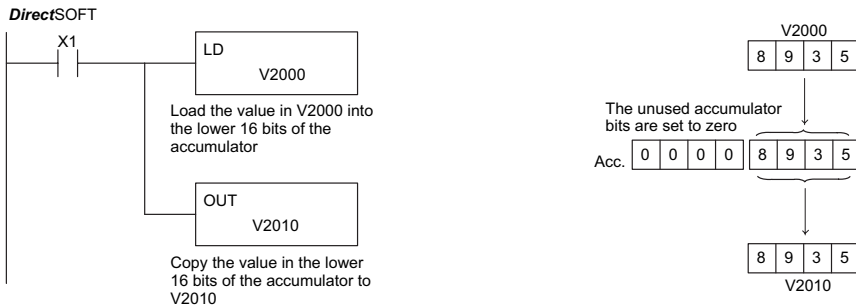 DirectSOFT
X1
LD
V2000
Load the value in V2000 into
the lower 16 bits of the
accumulator
OUT
V2010
Copy the value in the lower
16 bits of the accumulator to
V2010
V2000
8 9 3 5
The unused accumulator
bits are set to zero
Acc. 0 0 0 0 8 9 3 5
8 9 3 5
V2010